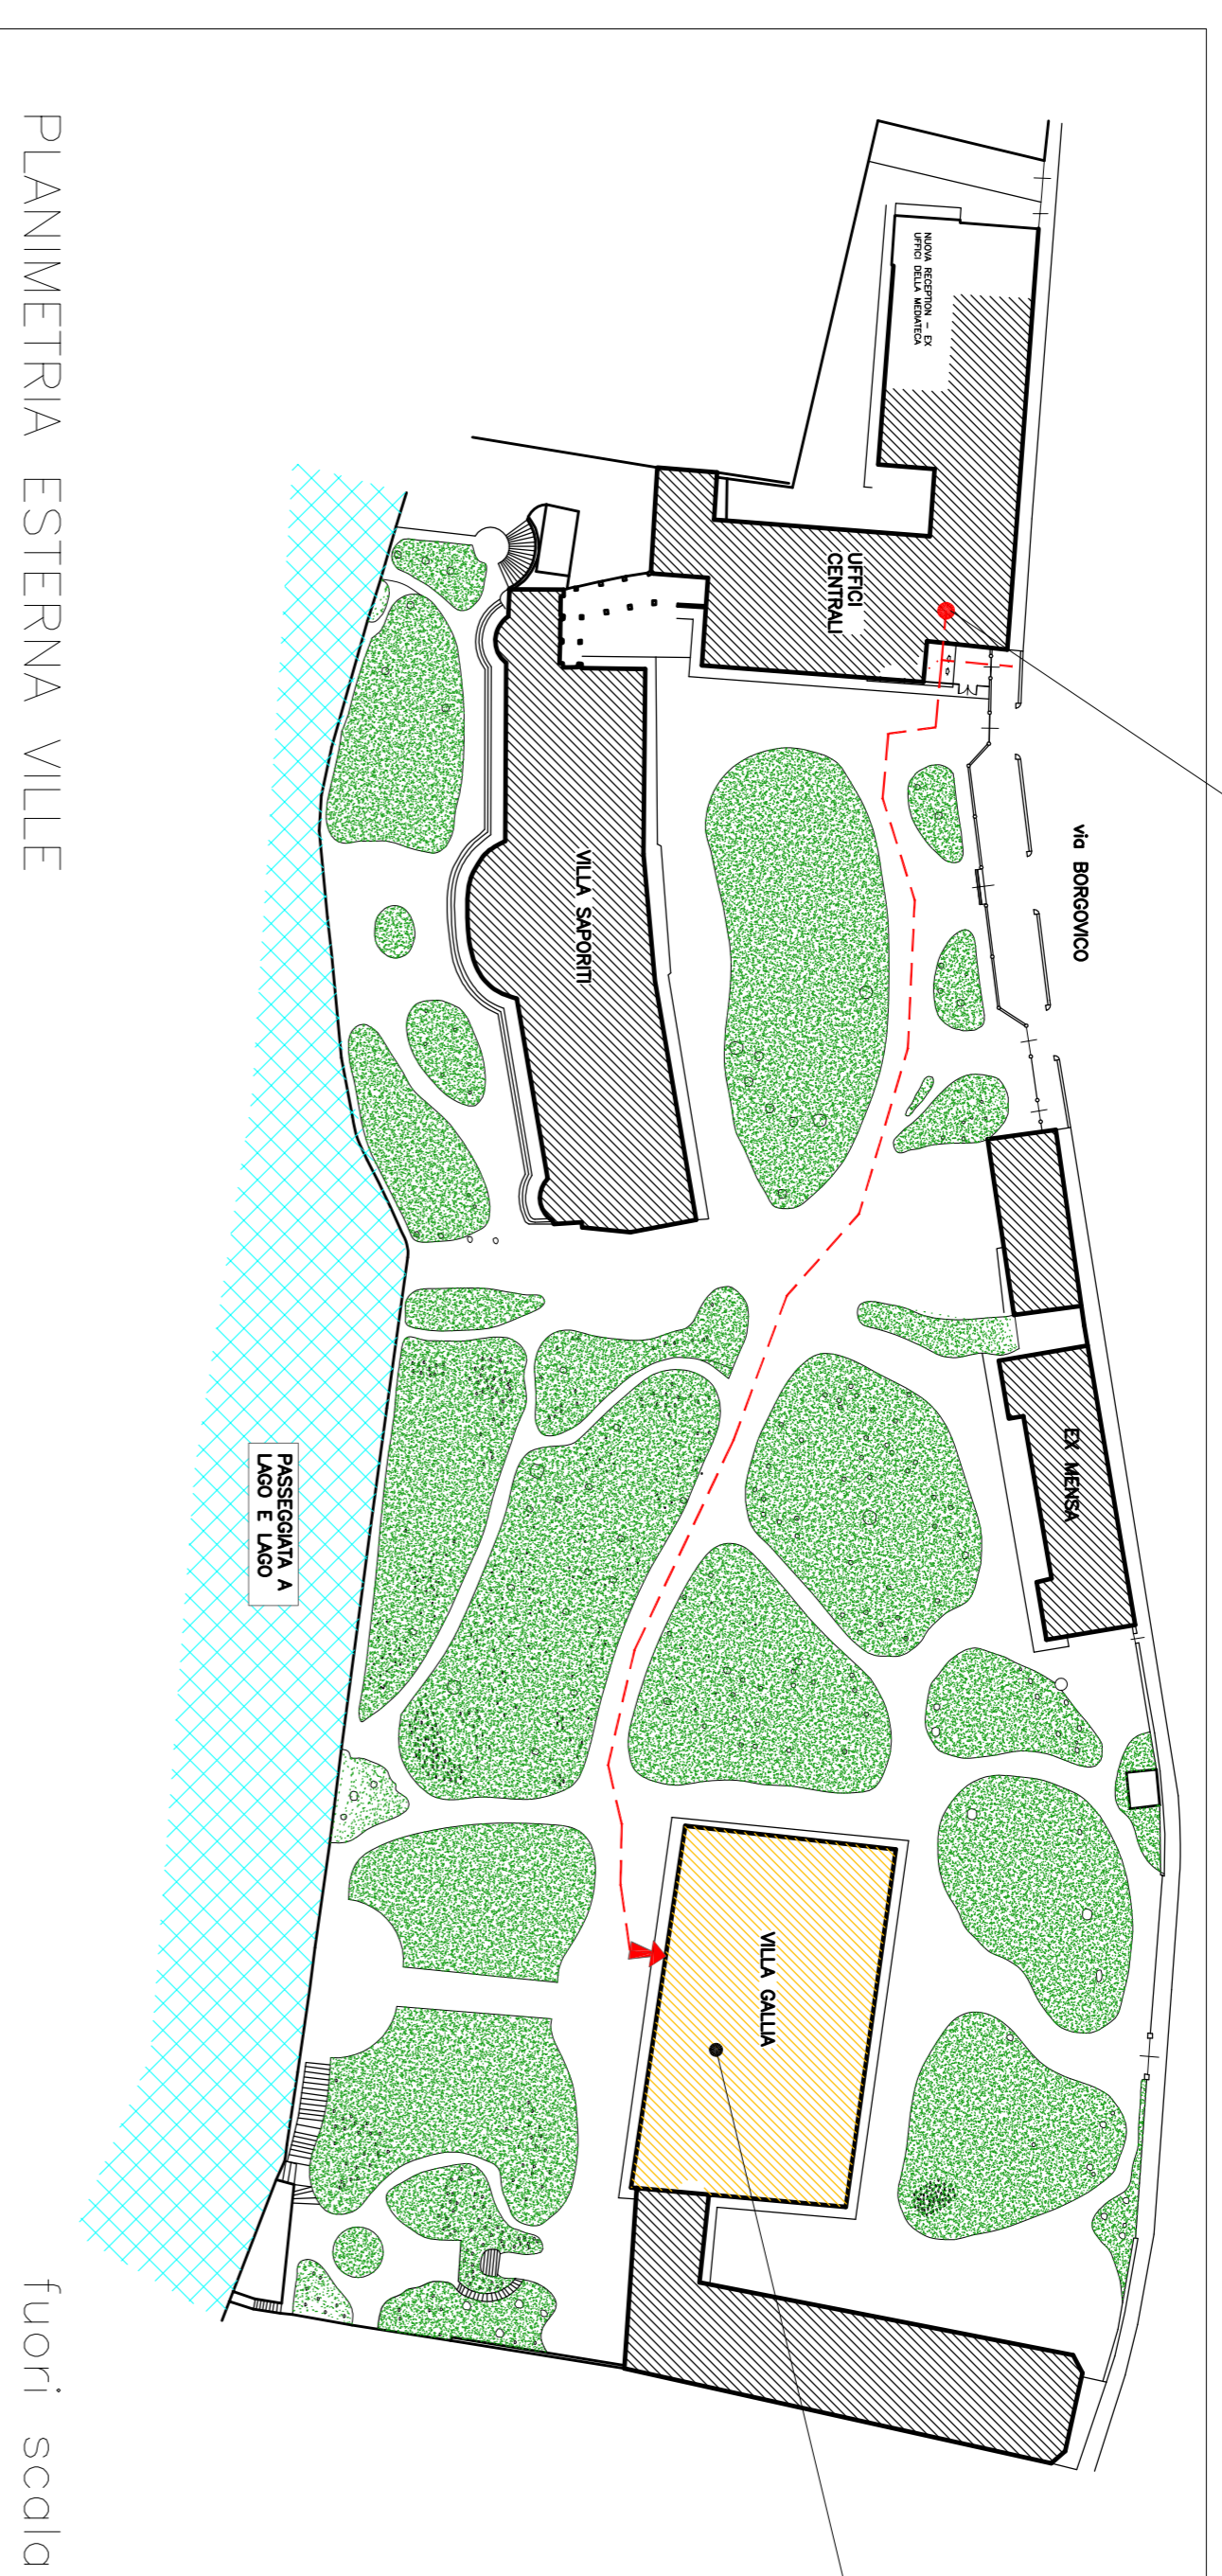 NUOVA RECEPTION – EX
UFFICI DELLA MEDIATECA
UFFICI
CENTRALI
via BORGOVICO
VILLA SAPORITI
EX MENSA
PASSEGGIATA A
LAGO E LAGO
VILLA GALLIA
PLANIMETRIA ESTERNA VILLE
fuori scala